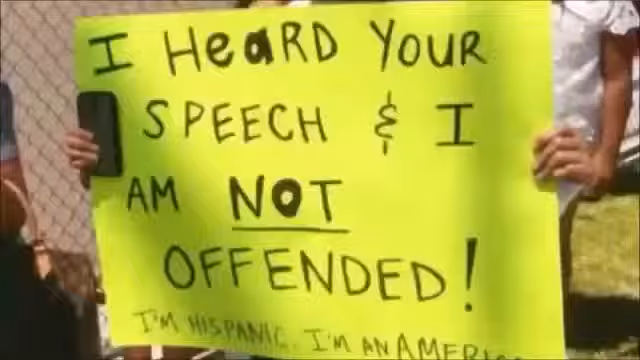 I HeaRD YOUR
SPEECH & I
AM NOT
OFFENDED!
I'M HISPANIC. I'M AN